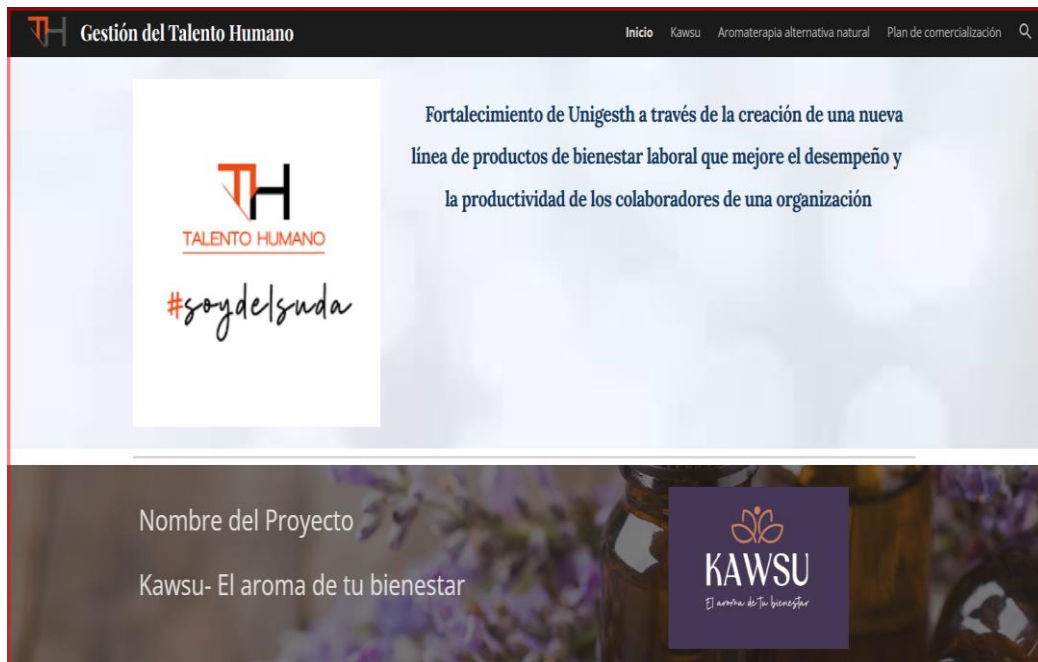 TH Gestión del Talento Humano
Inicio Kawsu Aromaterapia alternativa natural Plan de comercialización
Fortalecimiento de Unigesth a través de la creación de una nueva
línea de productos de bienestar laboral que mejore el desempeño y
la productividad de los colaboradores de una organización
TH
TALENTO HUMANO
#soydelsuda
Nombre del Proyecto
Kawsu- El aroma de tu bienestar
KAWSU
El aroma de tu bienestar